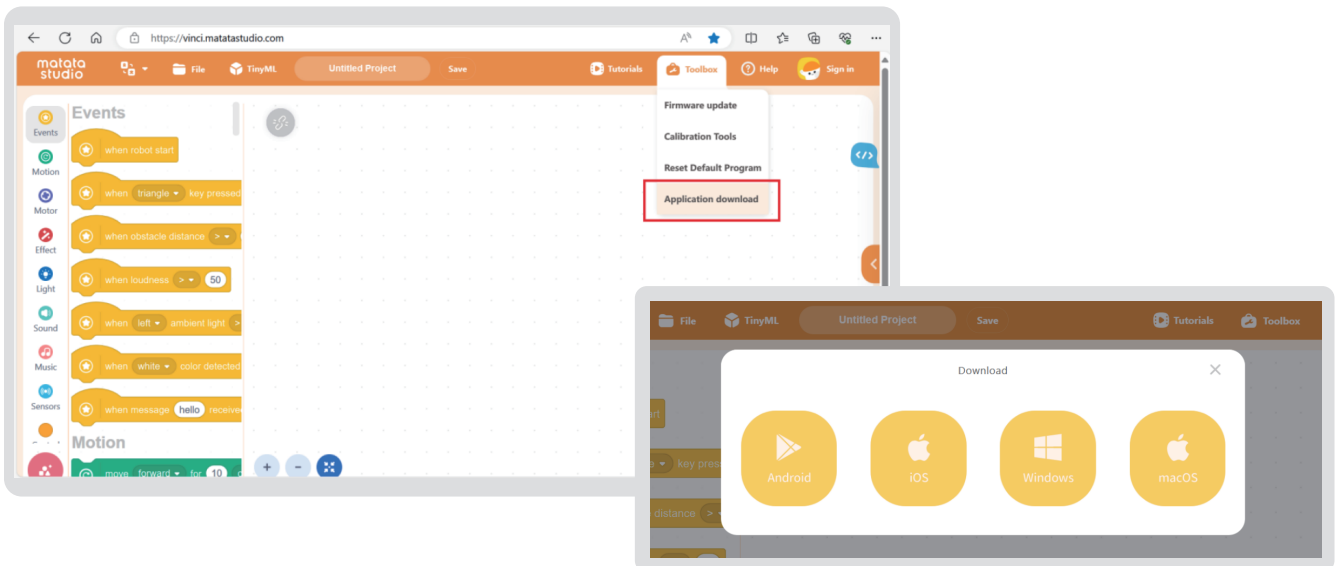 https://vinci.matatastudio.com
matata
studio
File
TinyML
Untitled Project
Save
Tutorials
Toolbox
Help
Sign in
Firmware update
Calibration Tools
Reset Default Program
Application download
Events
Motion
Motor
Effect
Light
Sound
Music
Sensors
Events
when robot start
when triangle key pressed
when obstacle distance >
when loudness > 50
when left ambient light >
when white color detected
when message hello receive
Motion
move forward for 10
File
TinyML
Untitled Project
Save
Tutorials
Toolbox
Download
Android
iOS
Windows
macOS
key pres
distance >